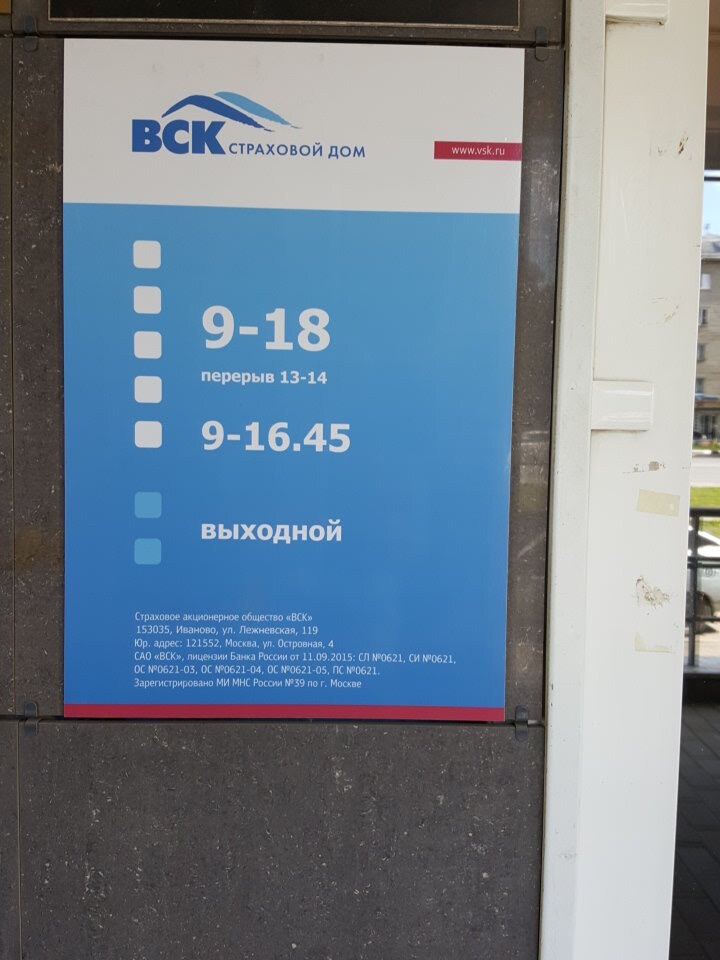 ВСК СТРАХОВОЙ ДОМ
www.vsk.ru
9-18
перерыв 13-14
9-16.45
выходной
Страховое акционерное общество «ВСК»
153035, Иваново, ул. Лежневская, 119
Юр. адрес: 121552, Москва, ул. Островная, 4
САО «ВСК», лицензии Банка России от 11.09.2015: СЛ №0621, СИ №0621,
ОС №0621-03, ОС №0621-04, ОС №0621-05, ПС №0621.
Зарегистрировано МИ МНС России №39 по г. Москве